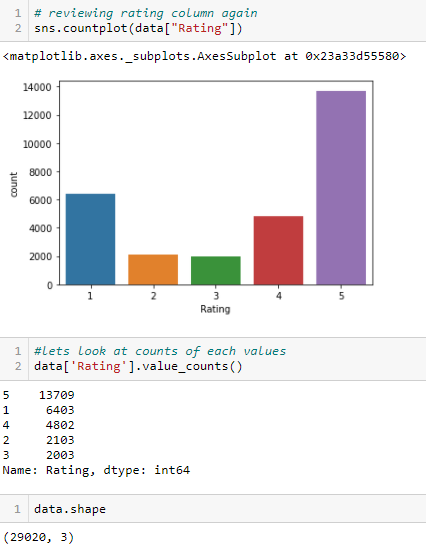 1 # reviewing rating column again
2 sns.countplot(data["Rating"])
<matplotlib.axes._subplots.AxesSubplot at 0x23a33d55580>
14000
12000
10000
8000
6000
4000
2000
0
count
1 2 3 4 5
Rating
1 #lets look at counts of each values
2 data['Rating'].value_counts()
5 13709
1 6403
4 4802
2 2103
3 2003
Name: Rating, dtype: int64
1 data.shape
(29020, 3)